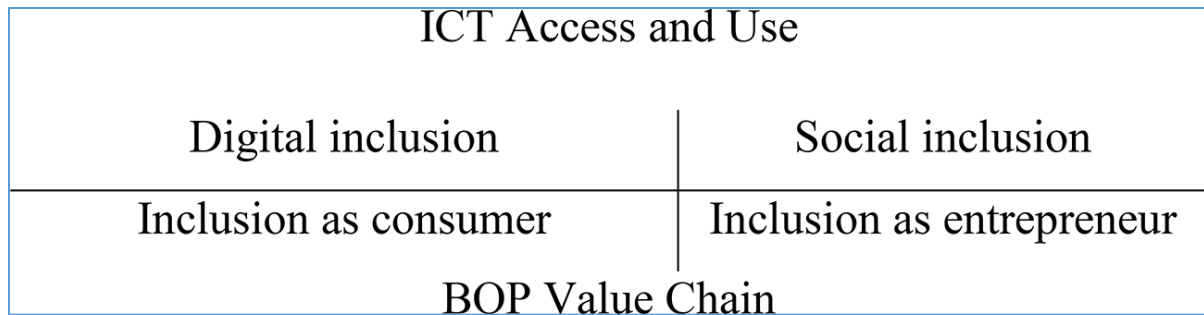 ICT Access and Use
Digital inclusion Social inclusion
Inclusion as consumer Inclusion as entrepreneur
BOP Value Chain